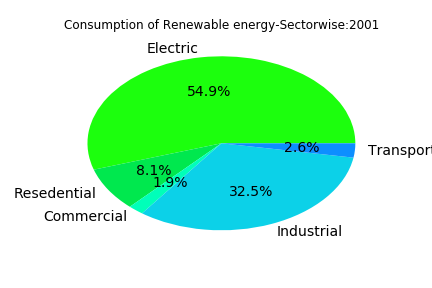 Consumption of Renewable energy-Sectorwise:2001
Electric
54.9%
2.6%
Transport
8.1%
1.9%
32.5%
Resedential
Commercial
Industrial